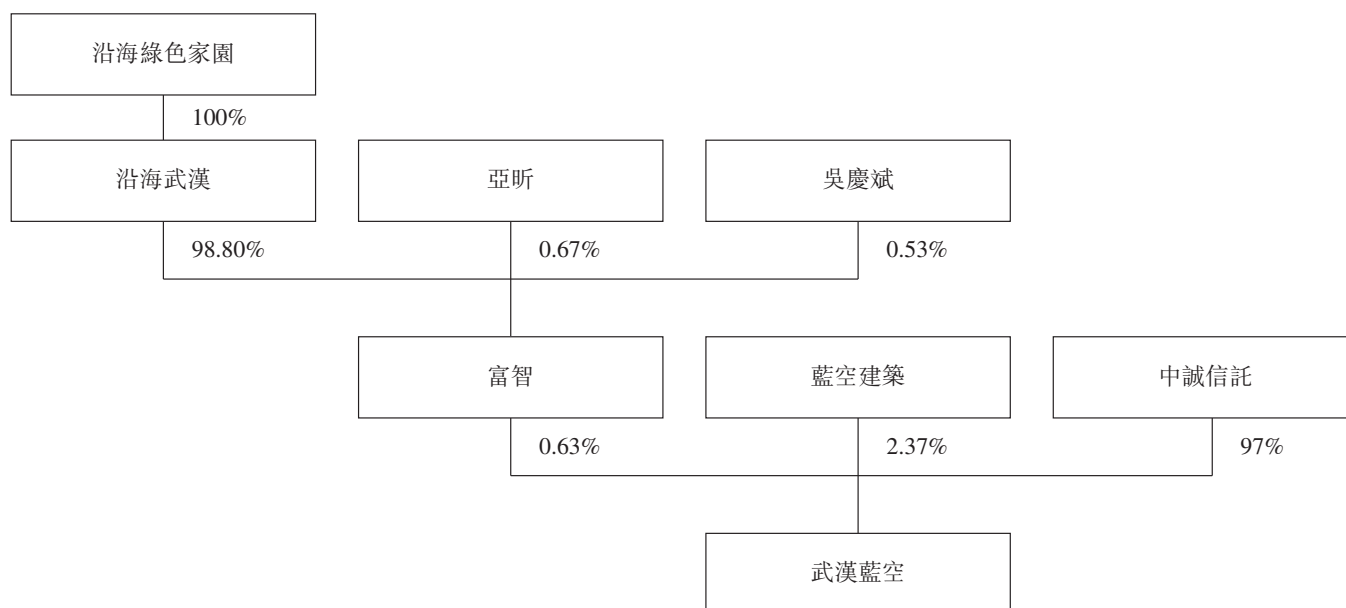 沿海綠色家園
100%
沿海武漢
亞昕
吳慶斌
98.80%
0.67%
0.53%
富智
藍空建築
中誠信託
0.63%
2.37%
97%
武漢藍空